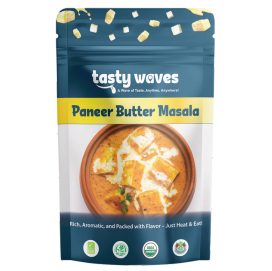 tasty waves
A Wave of Taste, Anytime, Anywhere!
Paneer Butter Masala
Rich, Aromatic, and Packed with Flavor - Just Heat & Eat!